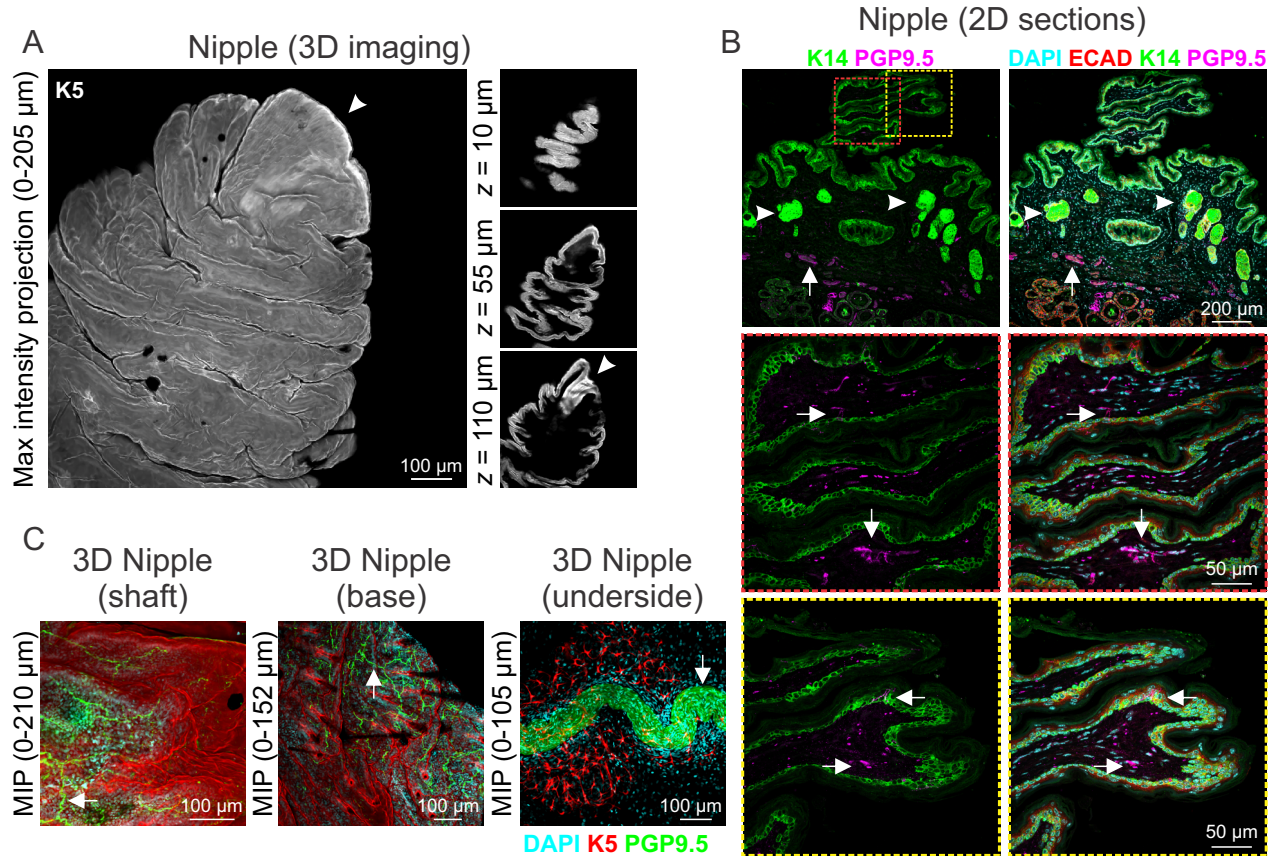 A
Nipple (3D imaging)
Max intensity projection (0-205 µm)
K5
100 µm
z = 10 µm
z = 55 µm
z = 110 µm
B
Nipple (2D sections)
K14 PGP9.5
DAPI ECAD K14 PGP9.5
200 µm
50 µm
50 µm
C
3D Nipple
(shaft)
MIP (0-210 µm)
100 µm
3D Nipple
(base)
MIP (0-152 µm)
100 µm
3D Nipple
(underside)
MIP (0-105 µm)
100 µm
DAPI K5 PGP9.5